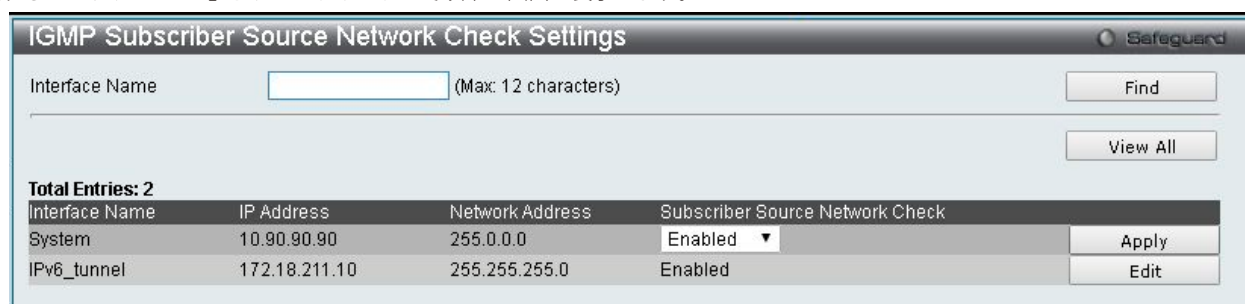 IGMP Subscriber Source Network Check Settings Safeguard
Interface Name (Max: 12 characters) Find
View All
Total Entries: 2
Interface Name IP Address Network Address Subscriber Source Network Check
System 10.90.90.90 255.0.0.0 Enabled Apply
IPv6_tunnel 172.18.211.10 255.255.255.0 Enabled Edit